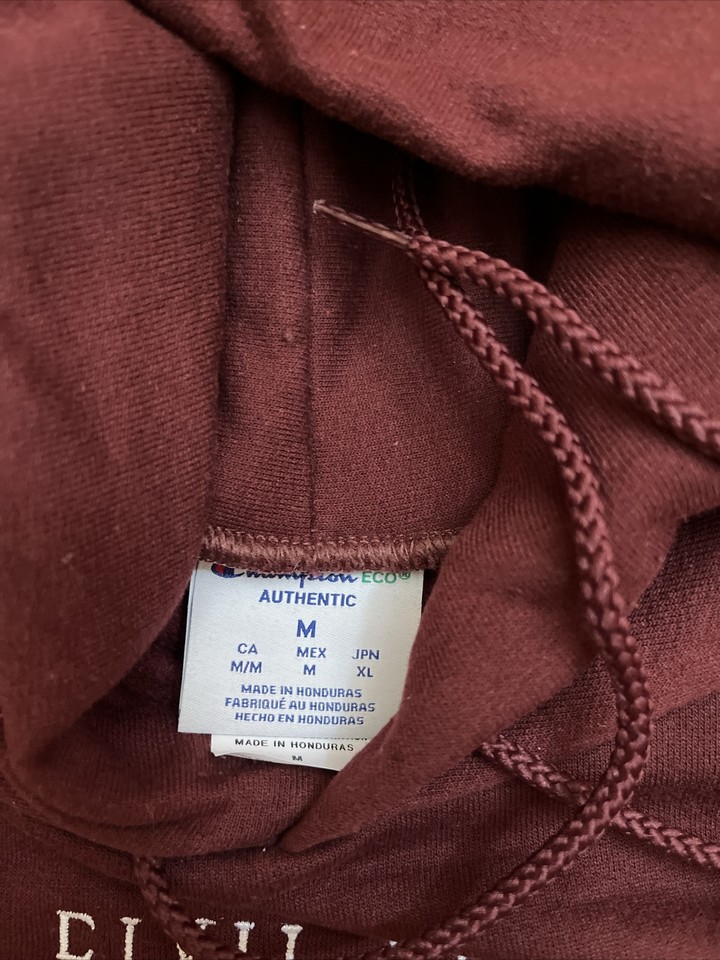 Champion ECO®
AUTHENTIC
M
CA MEX JPN
M/M M XL
MADE IN HONDURAS
FABRIQUÉ AU HONDURAS
HECHO EN HONDURAS
MADE IN HONDURAS
M